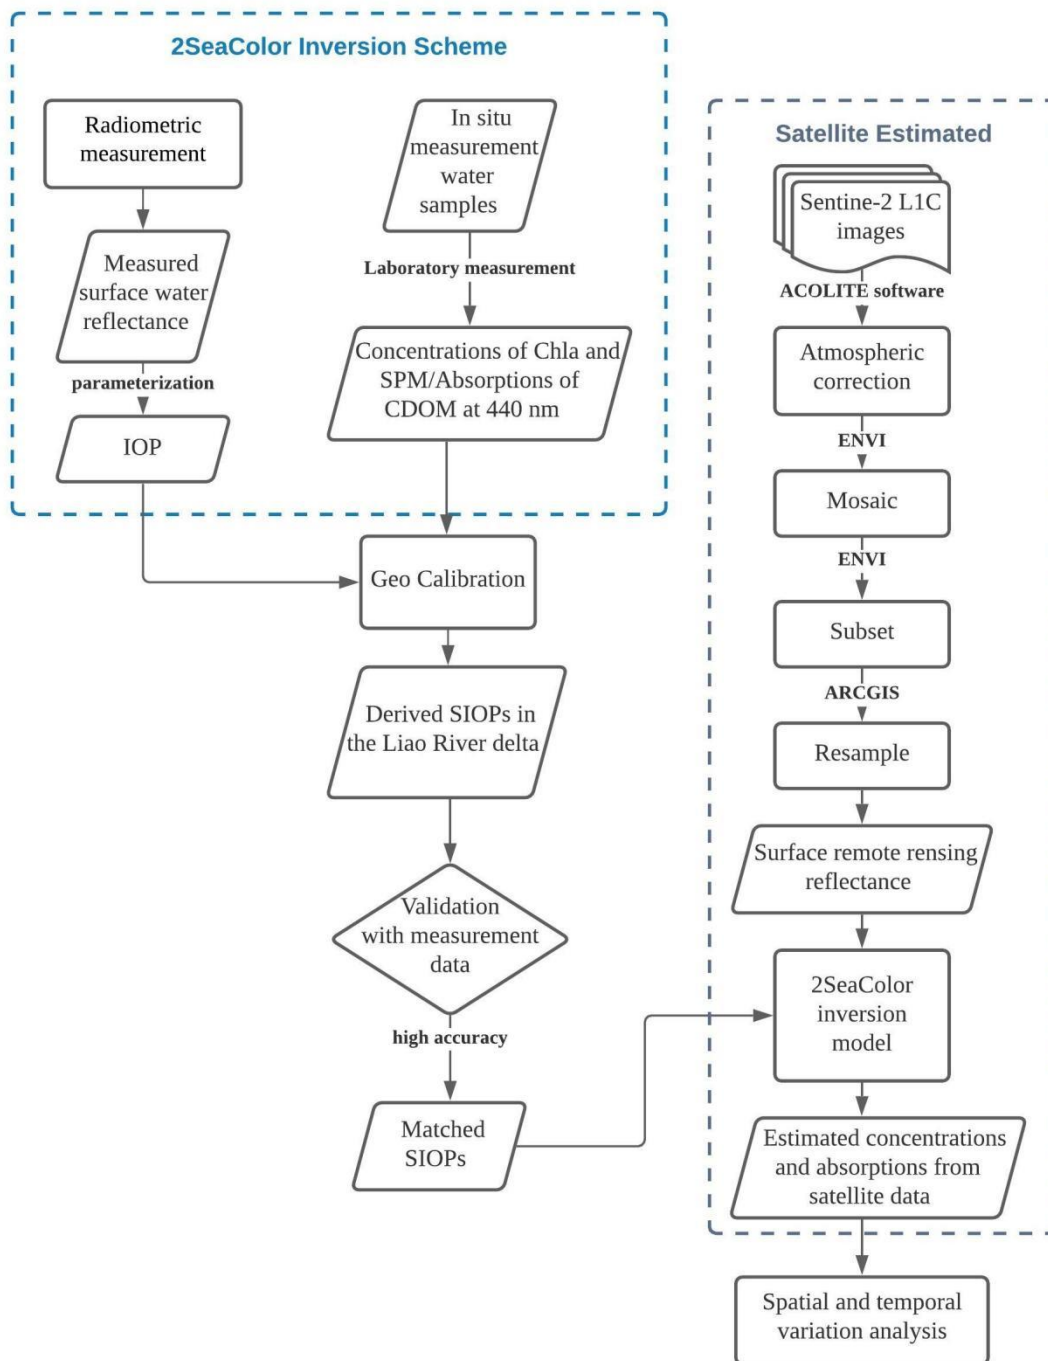 2SeaColor Inversion Scheme
Radiometric
measurement
Measured
surface water
reflectance
parameterization
IOP
In situ
measurement
water
samples
Laboratory measurement
Concentrations of Chla and
SPM/Absorptions of
CDOM at 440 nm
Geo Calibration
Derived SIOPs in
the Liao River delta
Validation
with measurement
data
high accuracy
Matched
SIOPs
Satellite Estimated
Sentine-2 L1C
images
ACOLITE software
Atmospheric
correction
ENVI
Mosaic
ENVI
Subset
ARCGIS
Resample
Surface remote rensing
reflectance
2SeaColor
inversion
model
Estimated concentrations
and absorptions from
satellite data
Spatial and temporal
variation analysis